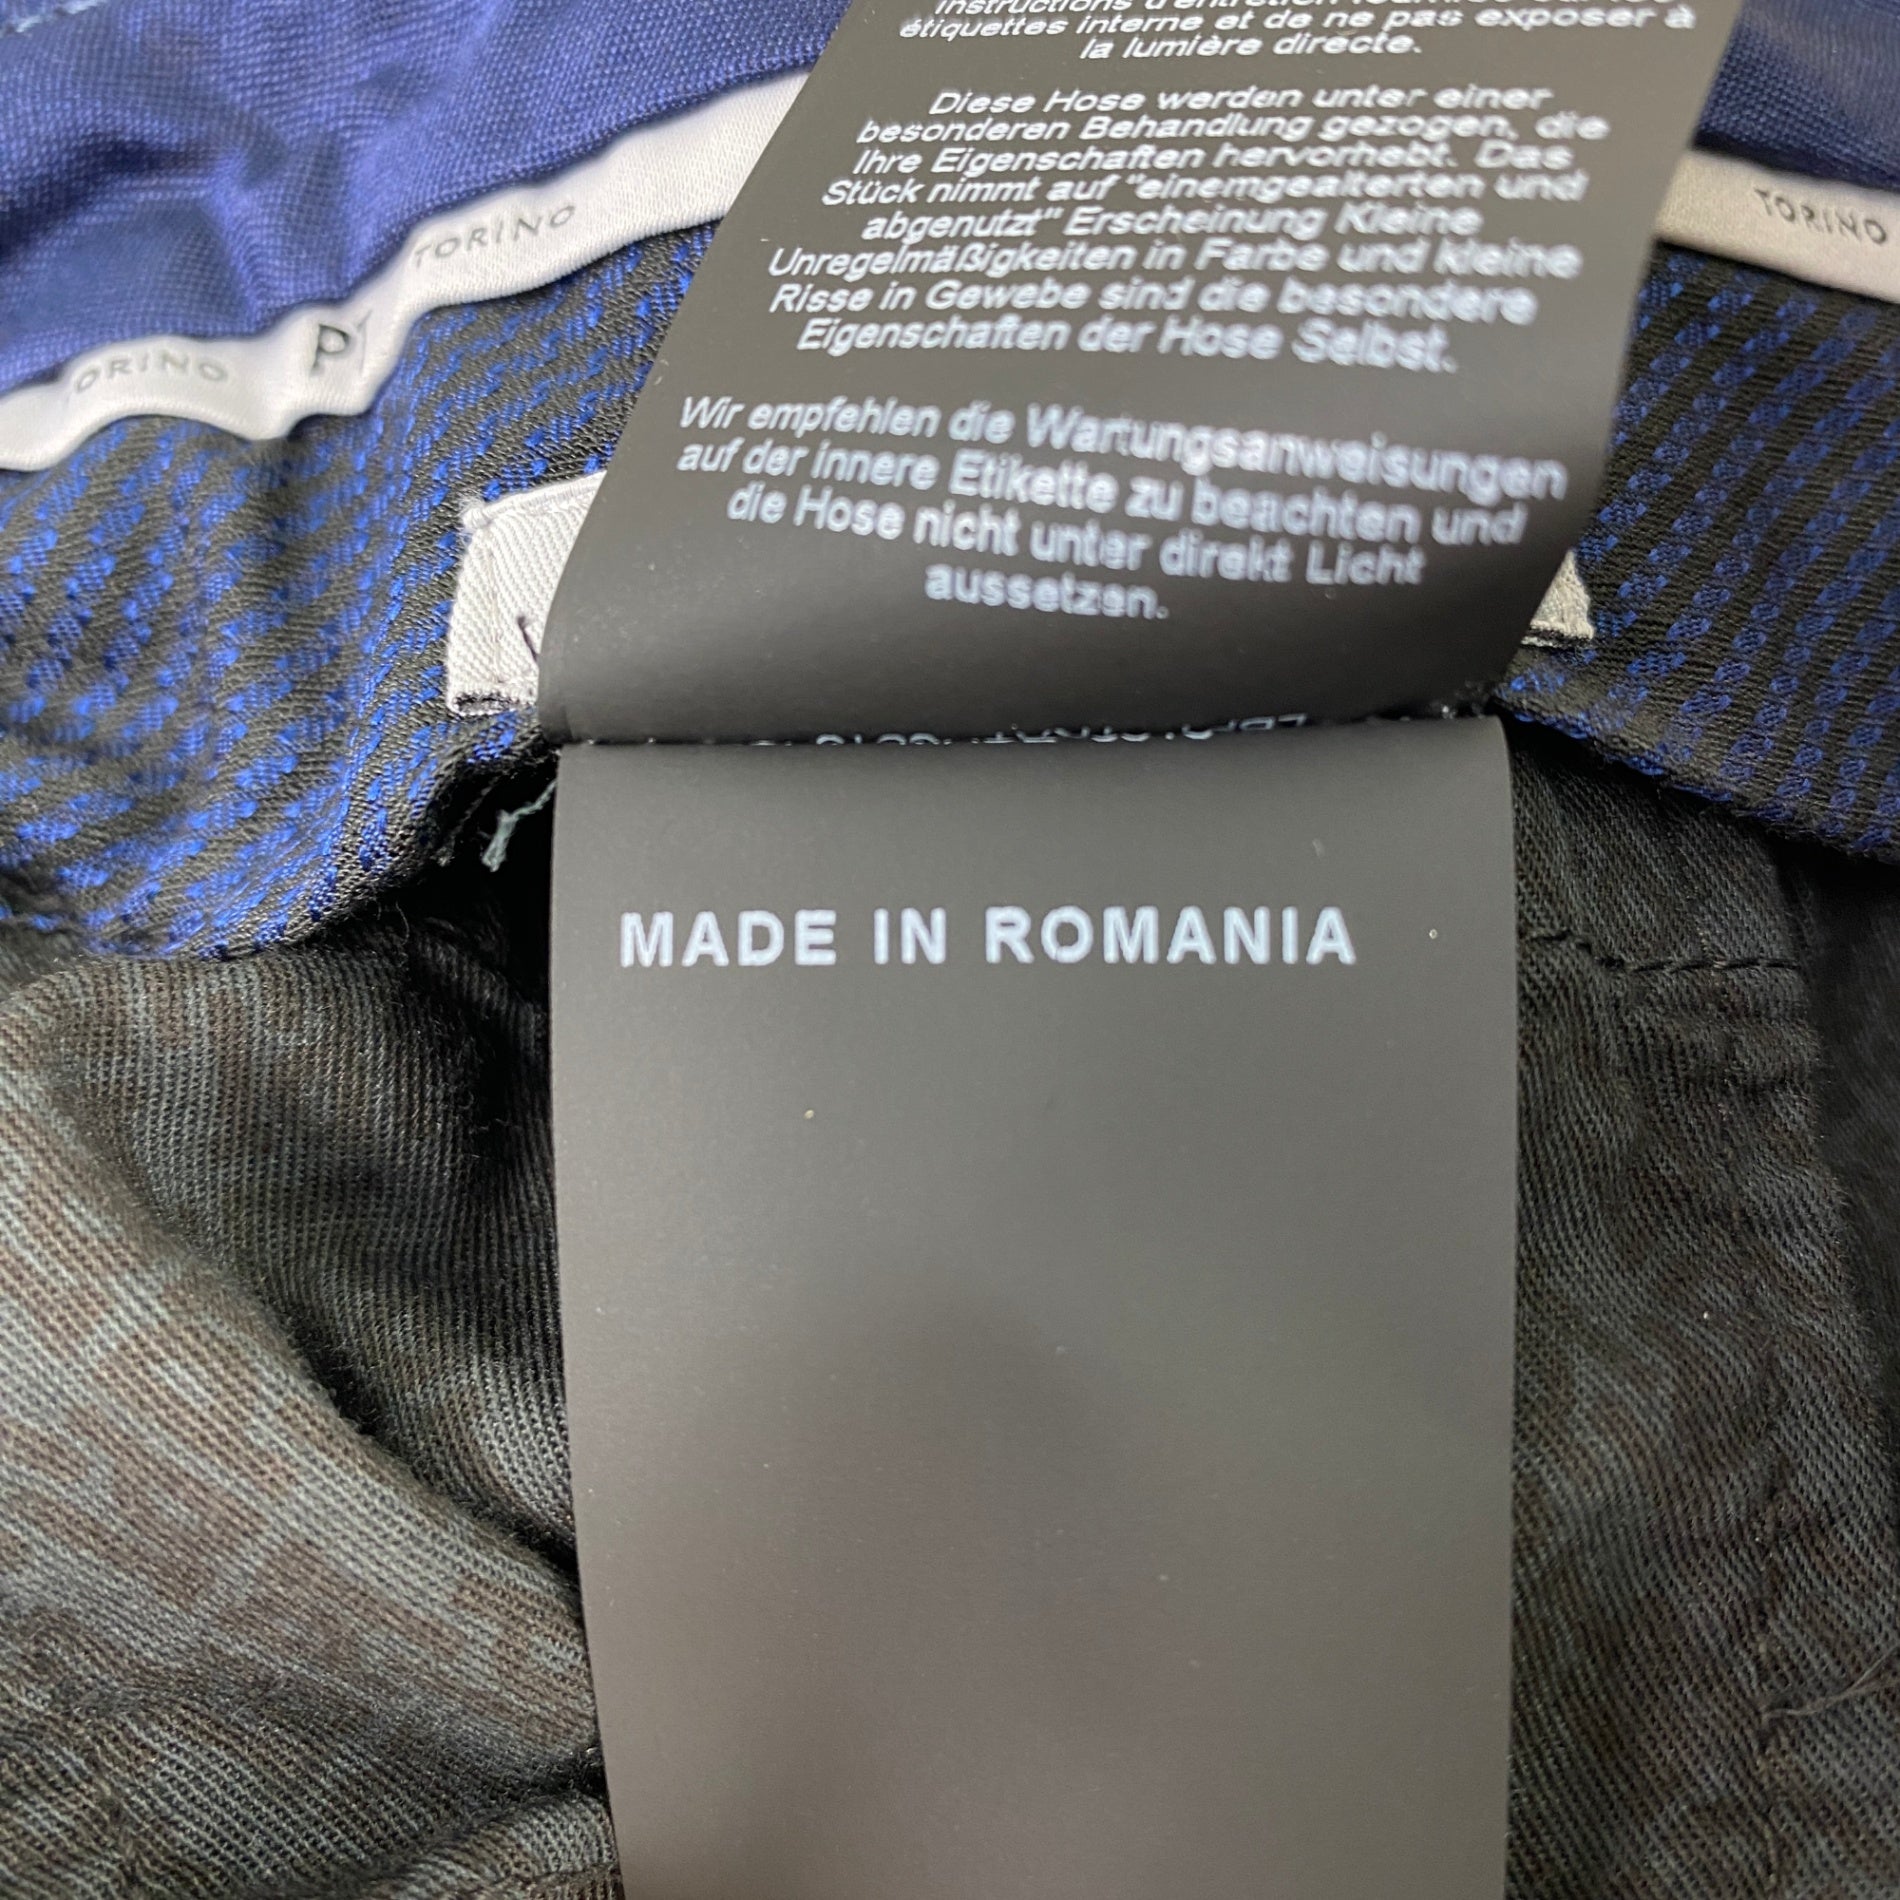 étiquettes interne et de ne pas exposer à
la lumière directe.
Diese Hose werden unter einer
besonderen Behandlung gezogen, die
Ihre Eigenschaften hervorhebt. Das
Stück nimmt auf "einemgealterten und
abgenutzt" Erscheinung Kleine
Unregelmäßigkeiten in Farbe und kleine
Risse in Gewebe sind die besondere
Eigenschaften der Hose Selbst.
Wir empfehlen die Wartungsanweisungen
auf der innere Etikette zu beachten und
die Hose nicht unter direkt Licht
aussetzen.
TORINO
TORINO
ORINO
MADE IN ROMANIA